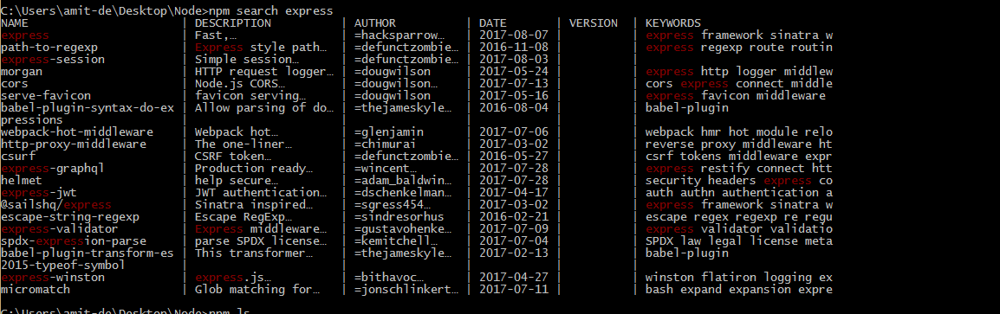 C:\Users\amit-de\Desktop\Node>npm search express
NAME | DESCRIPTION | AUTHOR | DATE | VERSION | KEYWORDS
express | Fast,… | =hacksparrow… | 2017-08-07 | | express framework sinatra w
path-to-regexp | Express style path… | =defunctzombie… | 2016-11-08 | | express regexp route routin
express-session | Simple session… | =defunctzombie… | 2017-08-03 | |
morgan | HTTP request logger… | =dougwilson | 2017-05-24 | | express http logger middlew
cors | Node.js CORS… | =dougwilson… | 2017-07-13 | | cors express connect middle
serve-favicon | favicon serving… | =dougwilson | 2017-05-16 | | express favicon middleware
babel-plugin-syntax-do-ex | Allow parsing of do… | =thejameskyle… | 2016-08-04 | | babel-plugin
pressions | | | | |
webpack-hot-middleware | Webpack hot… | =glenjamin | 2017-07-06 | | webpack hmr hot module relo
http-proxy-middleware | The one-liner… | =chimurai | 2017-03-02 | | reverse proxy middleware ht
csurf | CSRF token… | =defunctzombie… | 2016-05-27 | | csrf tokens middleware expr
express-graphql | Production ready… | =wincent… | 2017-07-28 | | express restify connect htt
helmet | help secure… | =adam_baldwin… | 2017-07-28 | | security headers express co
express-jwt | JWT authentication… | =dschenkelman… | 2017-04-17 | | auth authn authentication a
@sailshq/express | Sinatra inspired… | =sgress454… | 2017-03-02 | | express framework sinatra w
escape-string-regexp | Escape RegExp… | =sindresorhus | 2016-02-21 | | escape regex regexp re regu
express-validator | Express middleware… | =gustavohenke… | 2017-07-09 | | express validator validatio
spdx-expression-parse | parse SPDX license… | =kemitchell… | 2017-07-04 | | SPDX law legal license meta
babel-plugin-transform-es | This transformer… | =thejameskyle… | 2017-02-13 | | babel-plugin
2015-typeof-symbol | | | | |
express-winston | express.js… | =bithavoc… | 2017-04-27 | | winston flatiron logging ex
micromatch | Glob matching for… | =jonschlinkert… | 2017-07-11 | | bash expand expansion expre
C:\Users\amit-de\Desktop\Node>npm ls